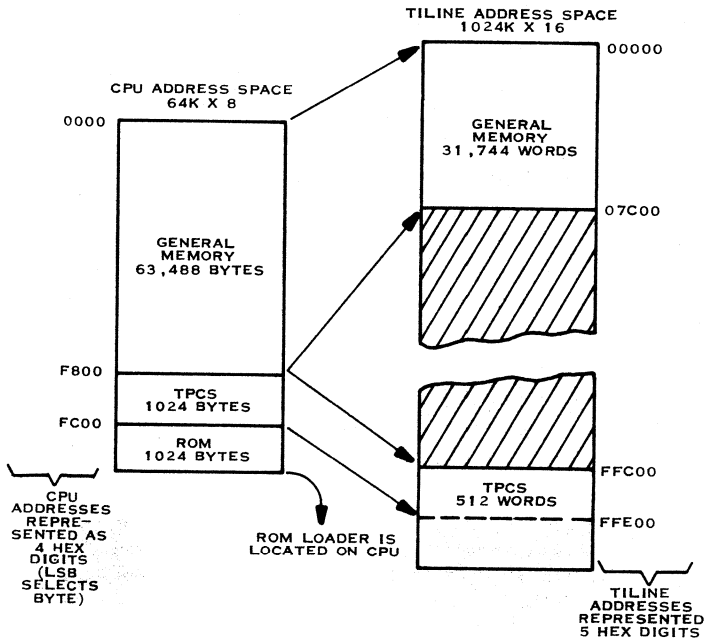 TILINE ADDRESS SPACE
1024K X 16
00000
CPU ADDRESS SPACE
64K X 8
0000
GENERAL
MEMORY
31,744 WORDS
07C00
GENERAL
MEMORY
63,488 BYTES
F800
TPCS
1024 BYTES
FC00
ROM
1024 BYTES
FFC00
TPCS
512 WORDS
FFE00
CPU
ADDRESSES
REPRE-
SENTED AS
4 HEX
DIGITS
(LSB
SELECTS
BYTE)
ROM LOADER IS
LOCATED ON CPU
TILINE
ADDRESSES
REPRESENTED
5 HEX DIGITS